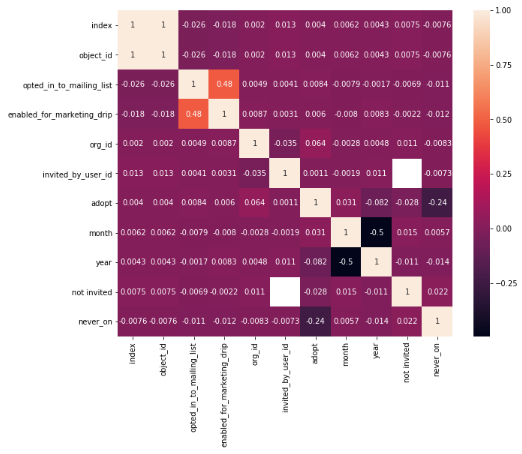 index 1 1 -0.026 -0.018 0.002 0.013 0.004 0.0062 0.0043 0.0075 -0.0076
object_id 1 1 -0.026 -0.018 0.002 0.013 0.004 0.0062 0.0043 0.0075 -0.0076
opted_in_to_mailing_list -0.026 -0.026 1 0.48 0.0049 0.0041 0.0084 -0.0079 -0.0017 -0.0069 -0.011
enabled_for_marketing_drip -0.018 -0.018 0.48 1 0.0087 0.0031 0.006 -0.008 0.0083 -0.0022 -0.012
org_id 0.002 0.002 0.0049 0.0087 1 -0.035 0.064 -0.0028 0.0048 0.011 -0.0083
invited_by_user_id 0.013 0.013 0.0041 0.0031 -0.035 1 0.0011 -0.0019 0.011 -0.0073
adopt 0.004 0.004 0.0084 0.006 0.064 0.0011 1 0.031 -0.082 -0.028 -0.24
month 0.0062 0.0062 -0.0079 -0.008 -0.0028 -0.0019 0.031 1 -0.5 0.015 0.0057
year 0.0043 0.0043 -0.0017 0.0083 0.0048 0.011 -0.082 -0.5 1 -0.011 -0.014
not invited 0.0075 0.0075 -0.0069 -0.0022 0.011 -0.028 0.015 -0.011 1 0.022
never_on -0.0076 -0.0076 -0.011 -0.012 -0.0083 -0.0073 -0.24 0.0057 -0.014 0.022 1
index
object_id
opted_in_to_mailing_list
enabled_for_marketing_drip
org_id
invited_by_user_id
adopt
month
year
not invited
never_on
1.00
0.75
0.50
0.25
0.00
-0.25